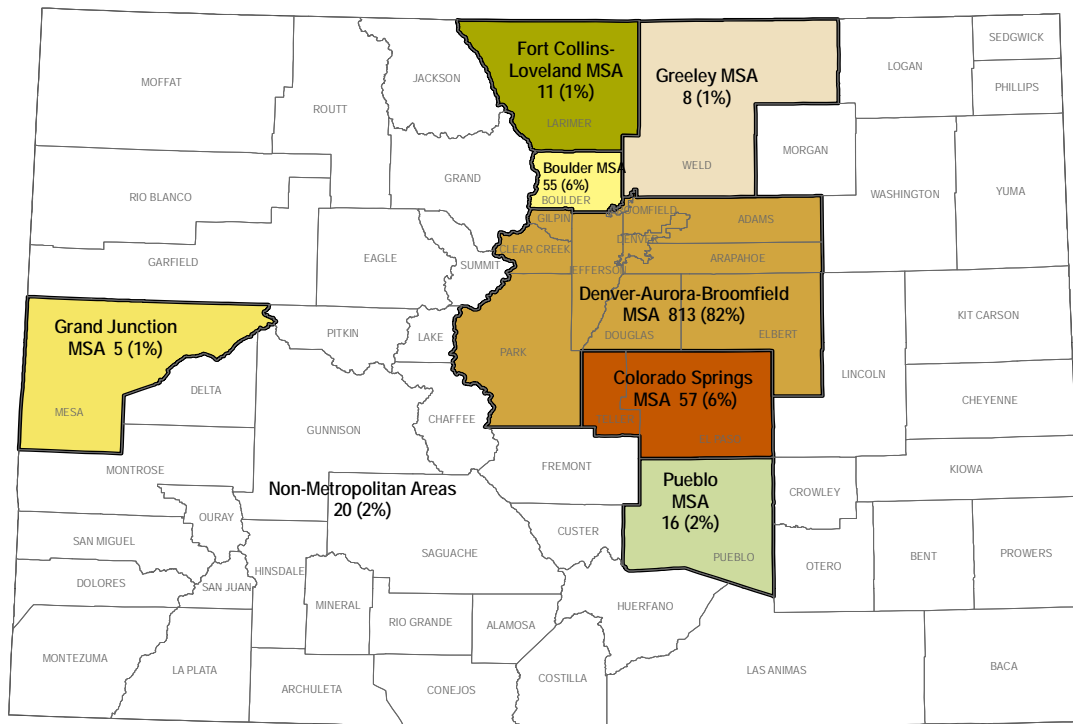 SEDGWICK
Fort Collins-
Loveland MSA
11 (1%)
LOGAN
Greeley MSA
8 (1%)
JACKSON
MOFFAT
PHILLIPS
ROUTT
LARIMER
MORGAN
WELD
Boulder MSA
55 (6%)
BOULDER
GRAND
RIO BLANCO
WASHINGTON
YUMA
BROOMFIELD
GILPIN
ADAMS
DENVER
CLEAR CREEK
EAGLE
ARAPAHOE
GARFIELD
SUMMIT
JEFFERSON
Denver-Aurora-Broomfield
MSA 813 (82%)
KIT CARSON
Grand Junction
MSA 5 (1%)
PITKIN
LAKE
DOUGLAS
ELBERT
PARK
Colorado Springs
MSA 57 (6%)
LINCOLN
CHEYENNE
DELTA
MESA
CHAFFEE
TELLER
EL PASO
GUNNISON
FREMONT
MONTROSE
KIOWA
Pueblo
MSA
16 (2%)
Non-Metropolitan Areas
20 (2%)
CROWLEY
OURAY
CUSTER
SAN MIGUEL
SAGUACHE
PUEBLO
BENT
PROWERS
OTERO
HINSDALE
DOLORES
SAN JUAN
MINERAL
HUERFANO
RIO GRANDE
ALAMOSA
MONTEZUMA
LA PLATA
BACA
LAS ANIMAS
COSTILLA
ARCHULETA
CONEJOS